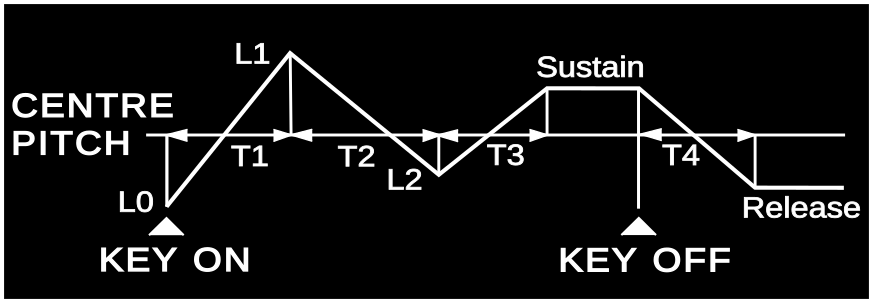 L1
Sustain
CENTRE
PITCH
T1
T2
T3
T4
L2
L0
Release
KEY ON
KEY OFF